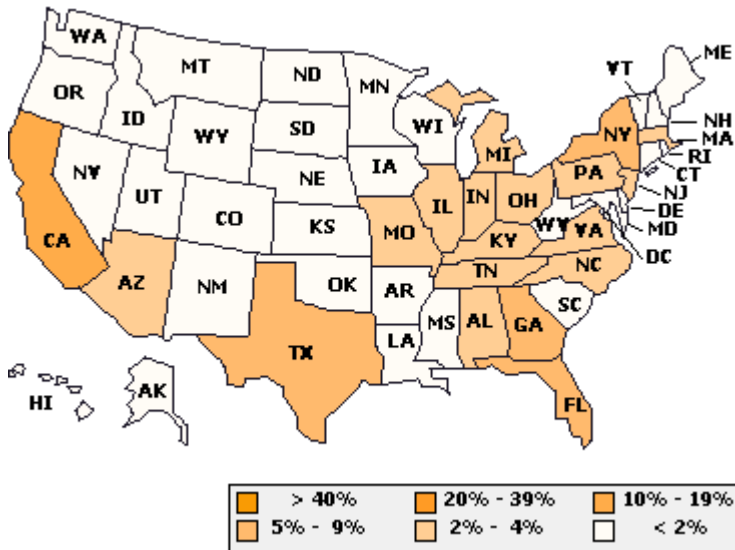 WA
ME
MT
ND
VT
MN
OR
NH
ID
WI
NY
MA
SD
WY
MI
RI
IA
PA
CT
NE
NV
NJ
OH
IL
IN
UT
DE
CO
WV
VA
MD
KS
MO
CA
KY
DC
NC
TN
AZ
OK
NM
AR
SC
MS
AL
GA
LA
TX
AK
HI
FL
> 40% 20% - 39% 10% - 19%
5% - 9% 2% - 4% < 2%